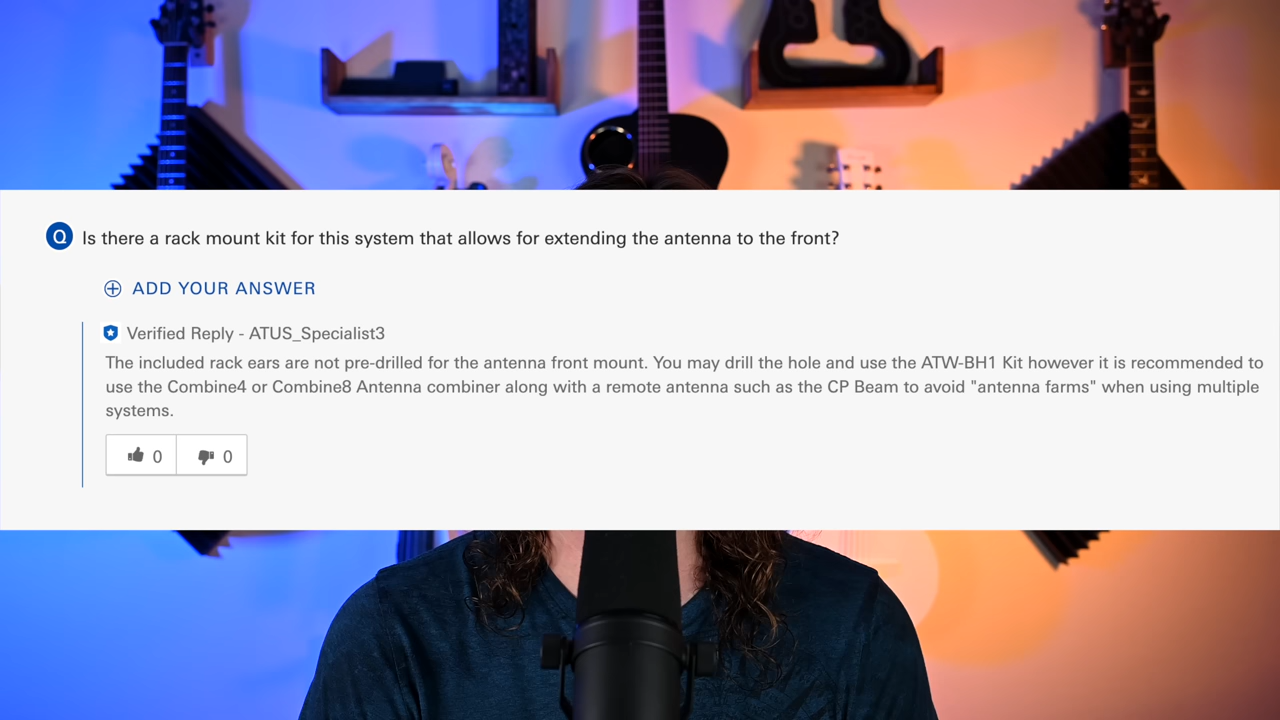 Q Is there a rack mount kit for this system that allows for extending the antenna to the front?
ADD YOUR ANSWER
Verified Reply - ATUS_Specialist3
The included rack ears are not pre-drilled for the antenna front mount. You may drill the hole and use the ATW-BH1 Kit however it is recommended to
use the Combine4 or Combine8 Antenna combiner along with a remote antenna such as the CP Beam to avoid "antenna farms" when using multiple
systems.
0 0